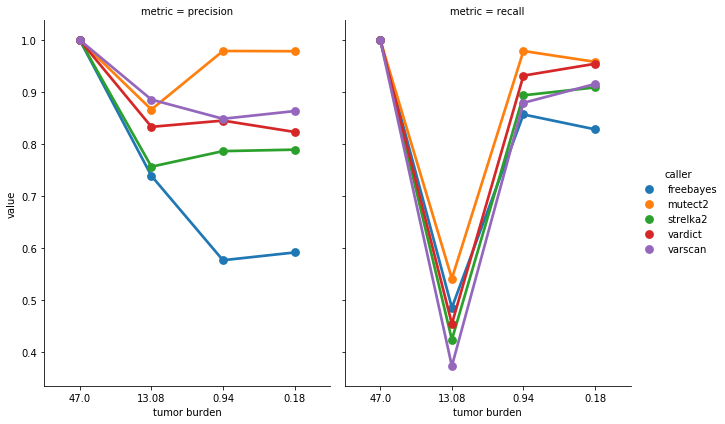 metric = precision
metric = recall
1.0
0.9
0.8
0.7
0.6
0.5
0.4
value
47.0 13.08 0.94 0.18
tumor burden
47.0 13.08 0.94 0.18
tumor burden
caller
freebayes
mutect2
strelka2
vardict
varscan